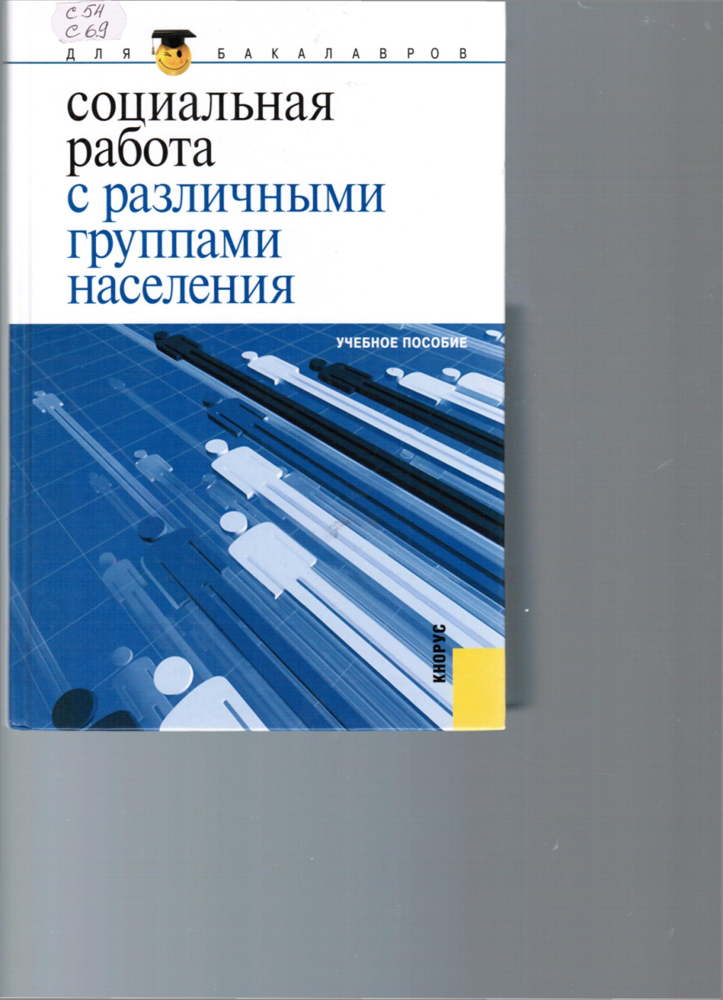 С 54
С 69
ДЛЯ БАКАЛАВРОВ
социальная
работа
с различными
группами
населения
УЧЕБНОЕ ПОСОБИЕ
КНОРУС